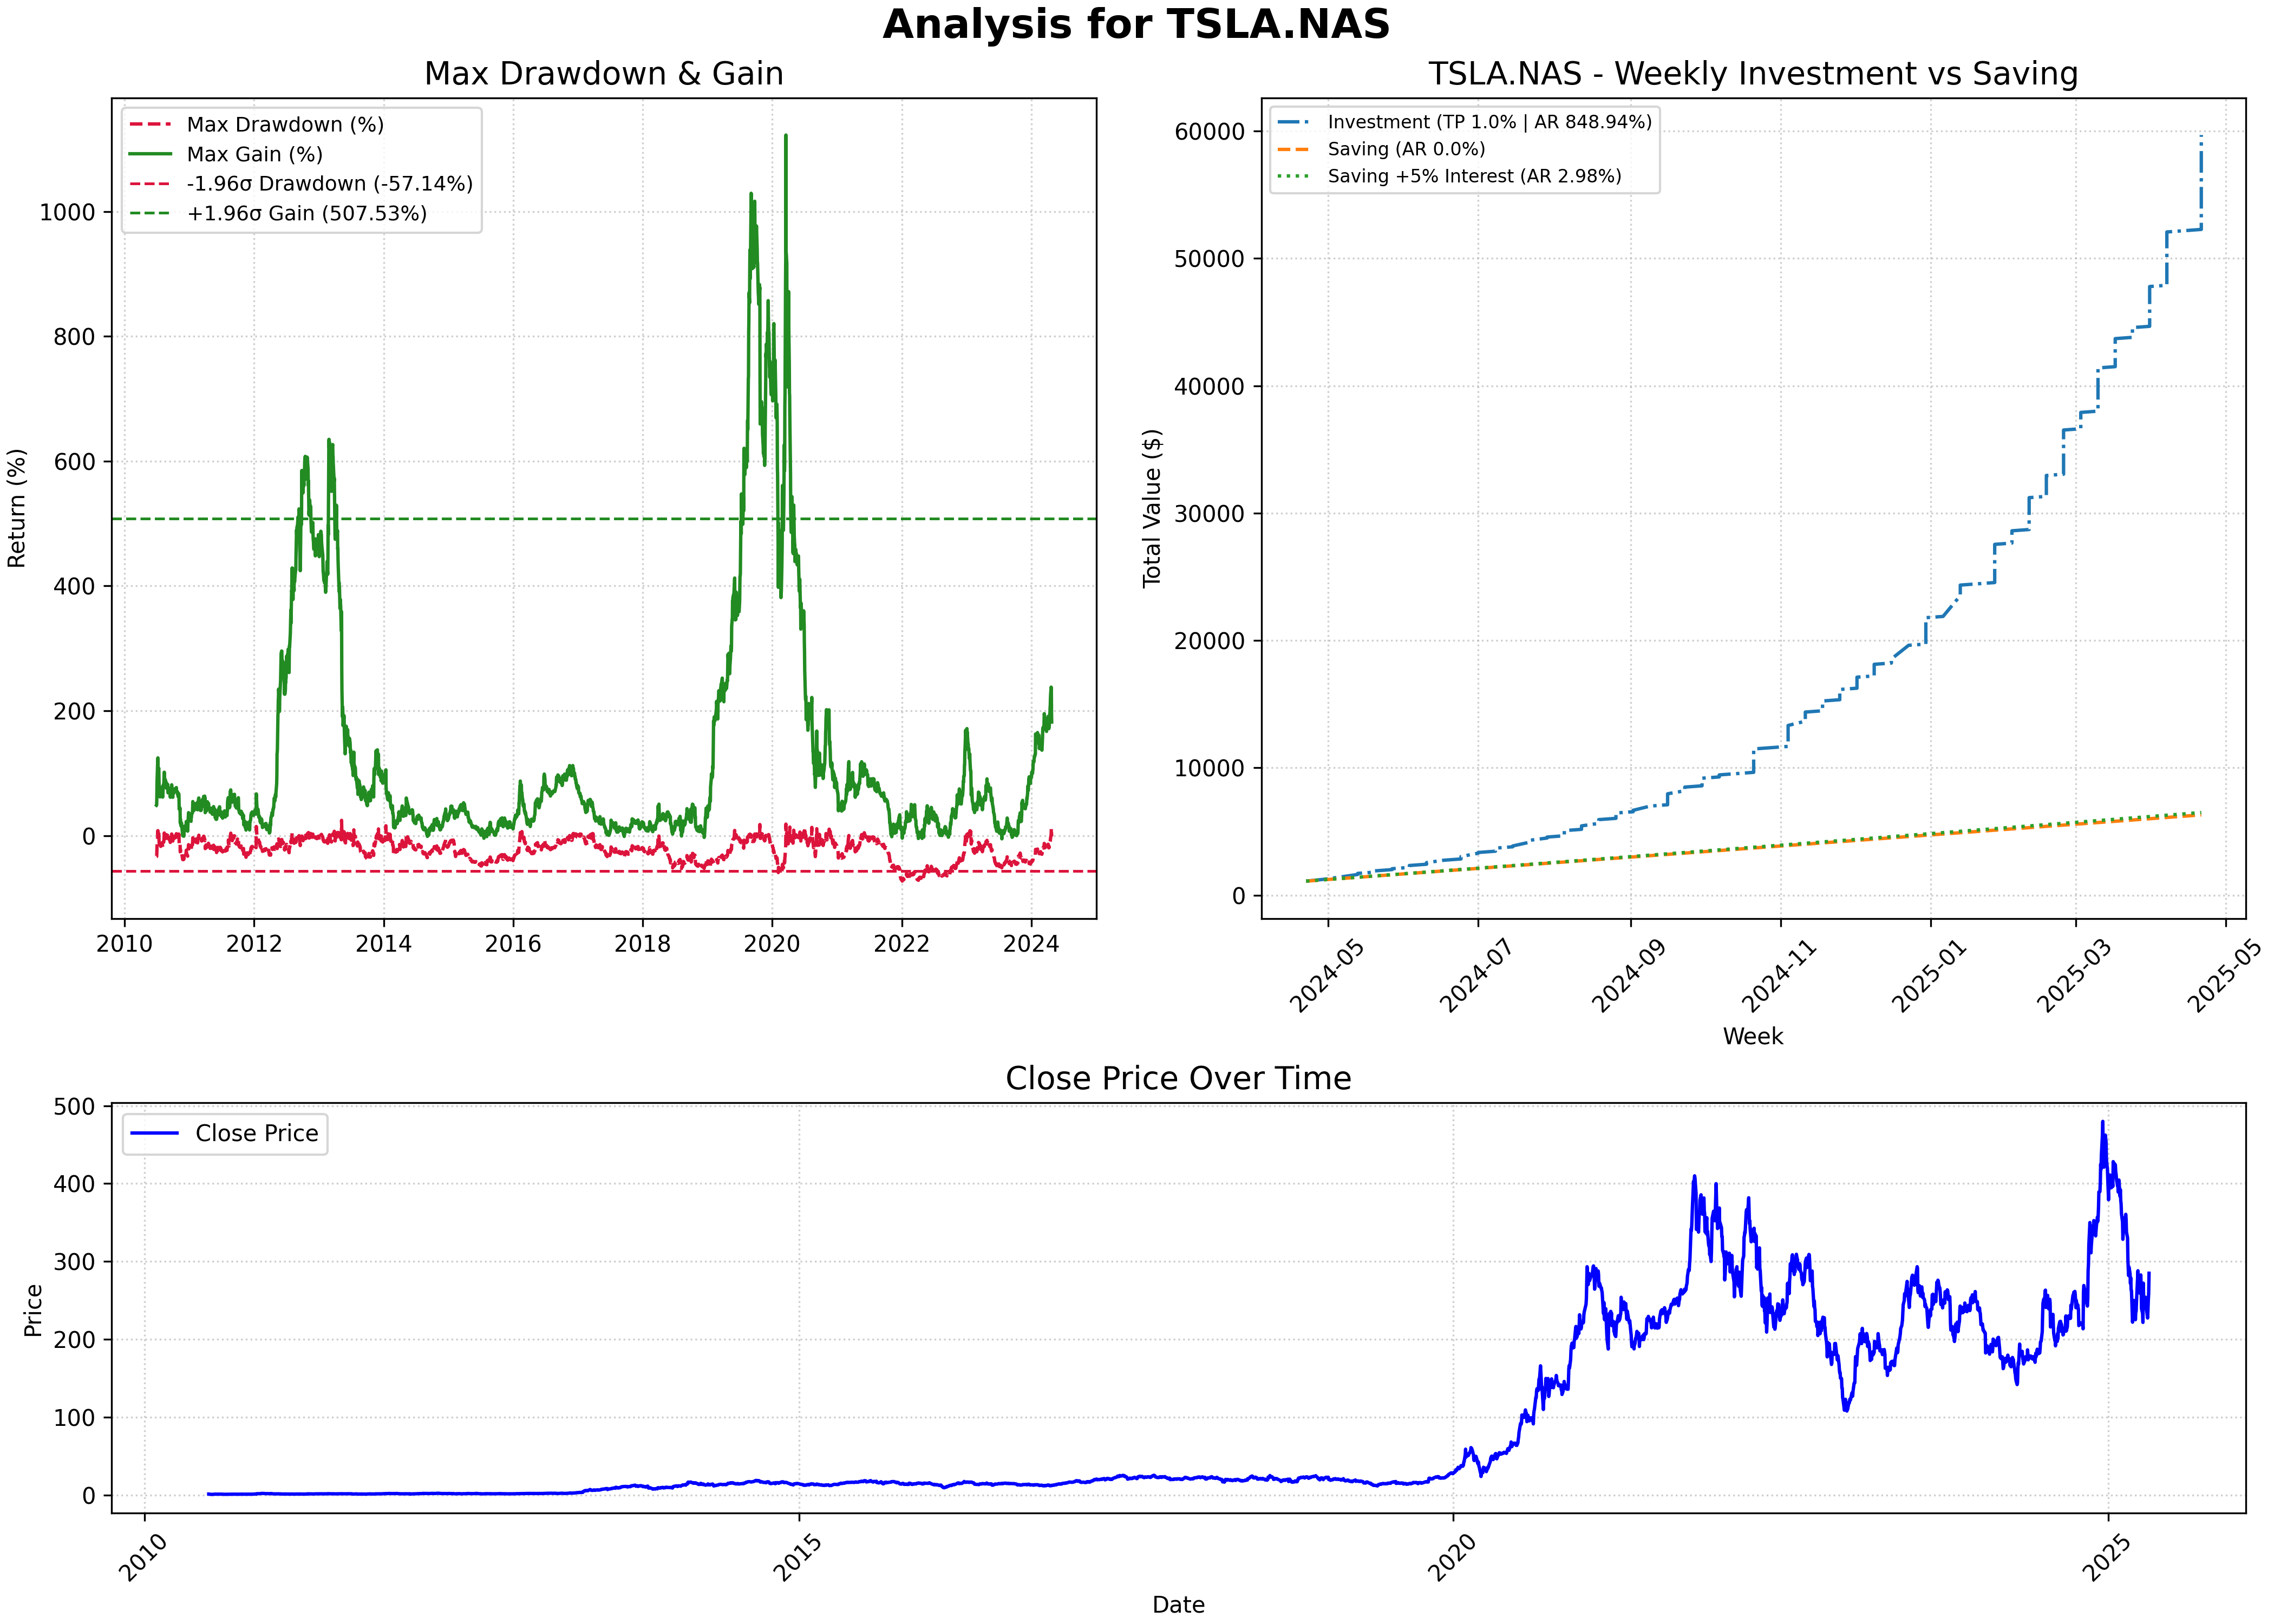 Analysis for TSLA.NAS
Max Drawdown & Gain
Max Drawdown (%)
Max Gain (%)
-1.96σ Drawdown (-57.14%)
+1.96σ Gain (507.53%)
Return (%)
1000
800
600
400
200
0
2010 2012 2014 2016 2018 2020 2022 2024
TSLA.NAS - Weekly Investment vs Saving
Investment (TP 1.0% | AR 848.94%)
Saving (AR 0.0%)
Saving +5% Interest (AR 2.98%)
Total Value ($)
60000
50000
40000
30000
20000
10000
0
2024-05 2024-07 2024-09 2024-11 2025-01 2025-03 2025-05
Week
Close Price Over Time
Close Price
Price
500
400
300
200
100
0
2010 2015 2020 2025
Date